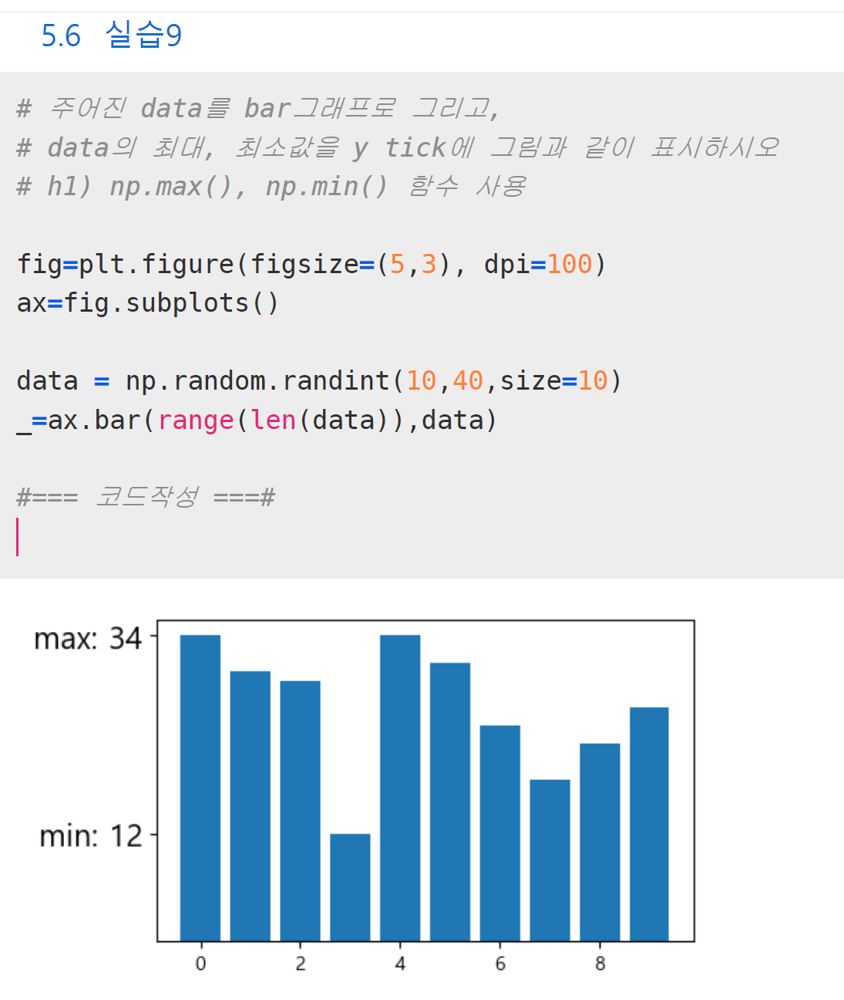 5.6 실습9
# 주어진 data를 bar그래프로 그리고,
# data의 최대, 최소값을 y tick에 그림과 같이 표시하시오
# h1) np.max(), np.min() 함수 사용
fig=plt.figure(figsize=(5,3), dpi=100)
ax=fig.subplots()
data = np.random.randint(10,40,size=10)
_=ax.bar(range(len(data)),data)
#=== 코드작성 ===#
max: 34
min: 12
0 2 4 6 8